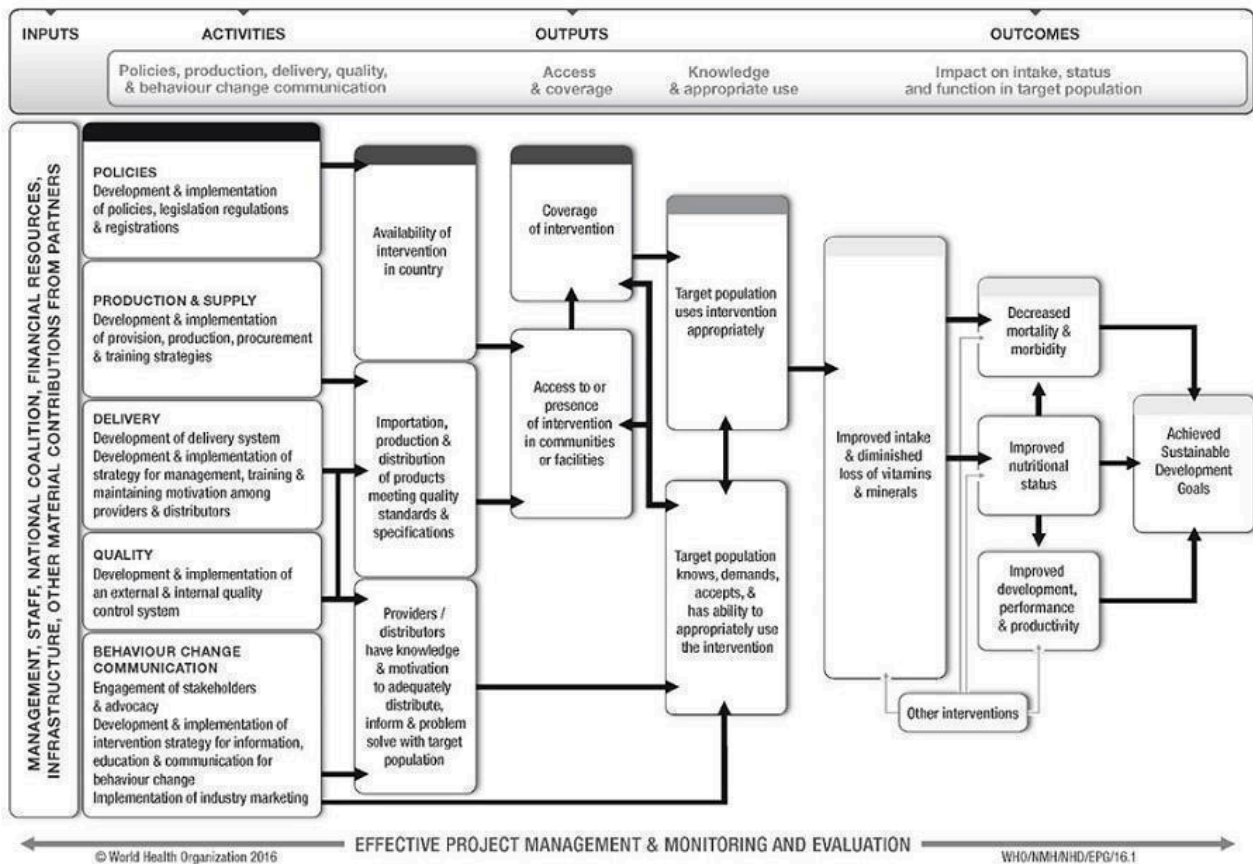 INPUTS
ACTIVITIES
OUTPUTS
OUTCOMES
Policies, production, delivery, quality,
& behaviour change communication
Access
& coverage
Knowledge
& appropriate use
Impact on intake, status
and function in target population
MANAGEMENT, STAFF, NATIONAL COALITION, FINANCIAL RESOURCES,
INFRASTRUCTURE, OTHER MATERIAL CONTRIBUTIONS FROM PARTNERS
POLICIES
Development & implementation
of policies, legislation regulations
& registrations
PRODUCTION & SUPPLY
Development & implementation
of provision, production, procurement
& training strategies
DELIVERY
Development of delivery system
Development & implementation of
strategy for management, training &
maintaining motivation among
providers & distributors
QUALITY
Development & implementation of
an external & internal quality
control system
BEHAVIOUR CHANGE
COMMUNICATION
Engagement of stakeholders
& advocacy
Development & implementation of
intervention strategy for information,
education & communication for
behaviour change
Implementation of industry marketing
Availability of
intervention
in country
Importation,
production &
distribution
of products
meeting quality
standards &
specifications
Providers /
distributors
have knowledge
& motivation
to adequately
distribute,
inform & problem
solve with target
population
Coverage
of intervention
Access to or
presence
of intervention
in communities
or facilities
Target population
uses intervention
appropriately
Target population
knows, demands,
accepts, &
has ability to
appropriately use
the intervention
Improved intake
& diminished
loss of vitamins
& minerals
Decreased
mortality &
morbidity
Improved
nutritional
status
Improved
development,
performance
& productivity
Other interventions
Achieved
Sustainable
Development
Goals
EFFECTIVE PROJECT MANAGEMENT & MONITORING AND EVALUATION
© World Health Organization 2016
WHO/NMH/NHD/EPG/16.1